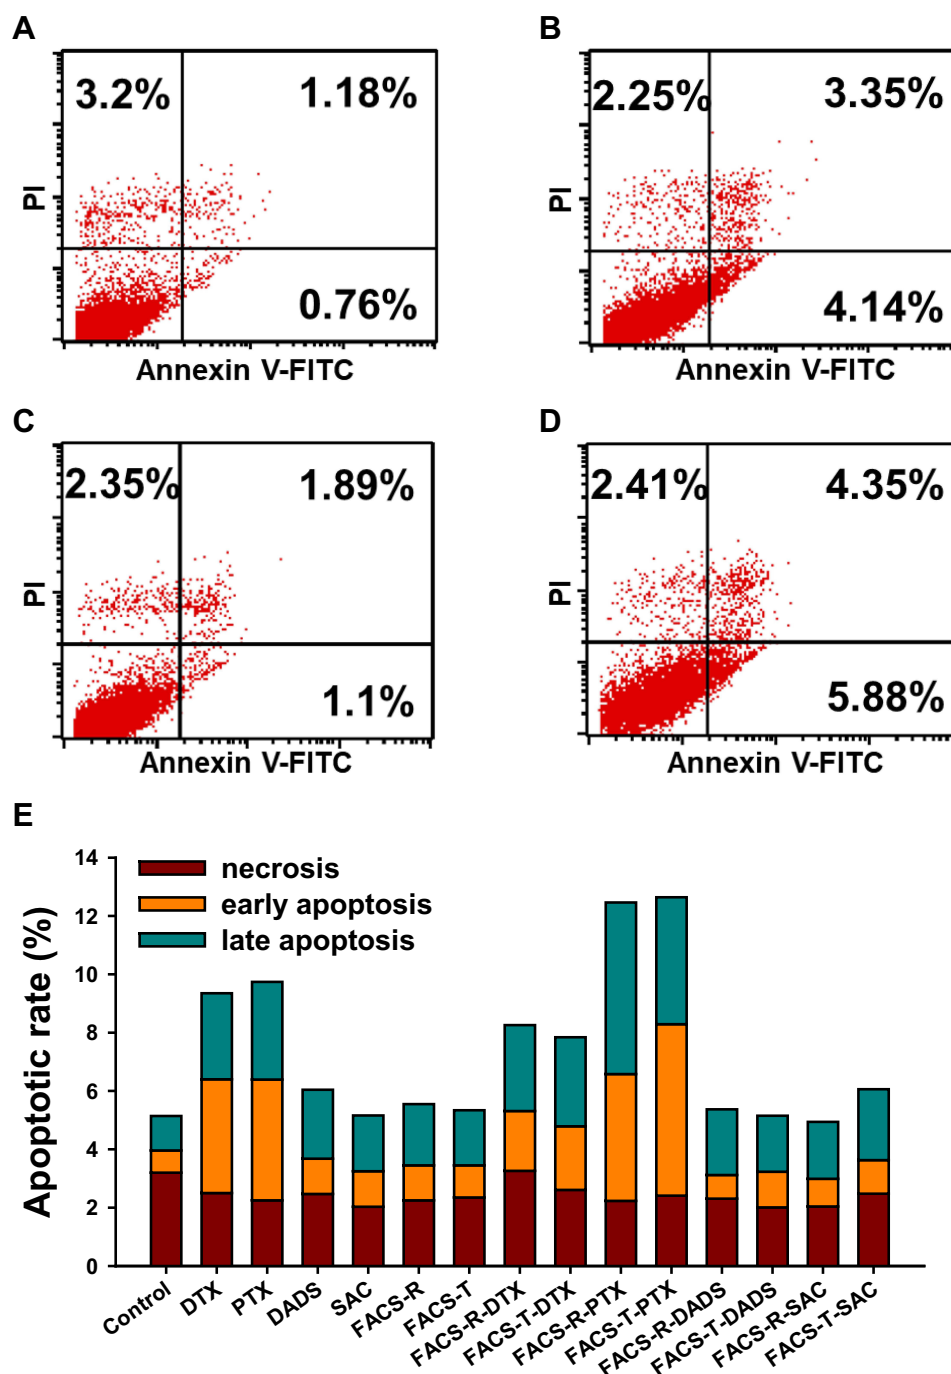 A
3.2%
1.18%
PI
0.76%
Annexin V-FITC
B
2.25%
3.35%
PI
4.14%
Annexin V-FITC
C
2.35%
1.89%
PI
1.1%
Annexin V-FITC
D
2.41%
4.35%
PI
5.88%
Annexin V-FITC
E
Apoptotic rate (%)
14
12
10
8
6
4
2
0
necrosis
early apoptosis
late apoptosis
Control
DTX
PTX
DADS
SAC
FACS-R
FACS-T
FACS-R-DTX
FACS-T-DTX
FACS-R-PTX
FACS-T-PTX
FACS-R-DADS
FACS-T-DADS
FACS-R-SAC
FACS-T-SAC